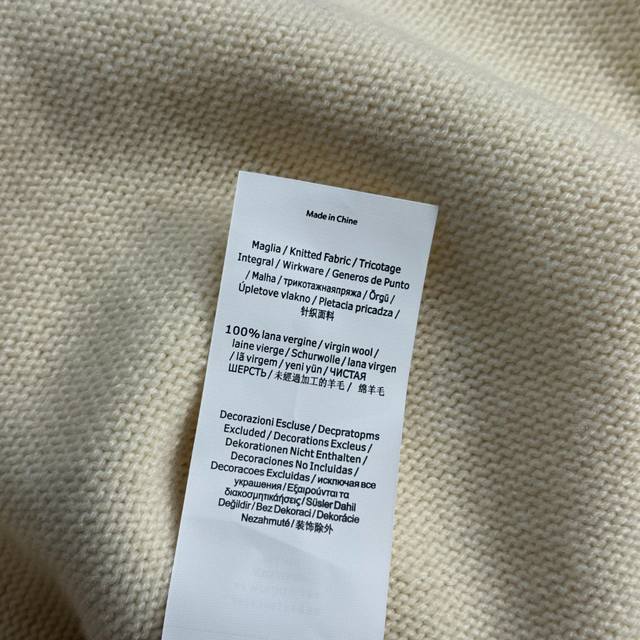 Made in China
Maglia / Knitted Fabric / Tricotage
Integral / Wirkware / Generos de Punto
/ Malha / трикотажнаяпряжа / Örgü /
Úpletove vlakno / Pletacia pricadza /
针织面料
100% lana vergine / virgin wool /
laine vierge / Schurwolle / lana virgen
/ lã virgem / yeni yün / ЧИСТАЯ
ШЕРСТЬ / 未經過加工的羊毛 / 绵羊毛
Decorazioni Escluse / Decpratopms
Excluded / Decorations Excleus /
Dekorationen Nicht Enthalten /
Decoraciones No Incluidas /
Decoracoes Excluidas / исключая все
украшения / Εξαιρούνται τα
διακοσμητικάήσεις / Süsler Dahil
Değildir / Bez Dekoraci / Dekorácie
Nezahmuté / 装饰除外